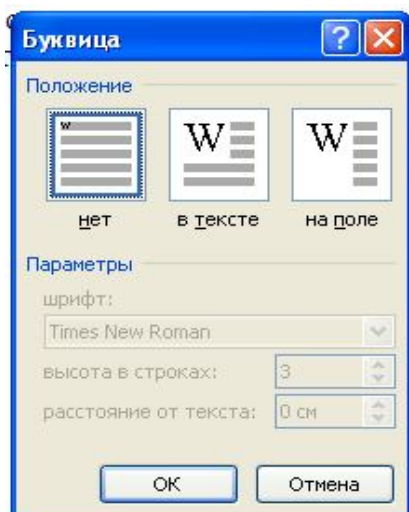 Буквица
Положение
w W W
нет в тексте на поле
Параметры
шрифт:
Times New Roman
высота в строках: 3
расстояние от текста: 0 см
ОК Отмена